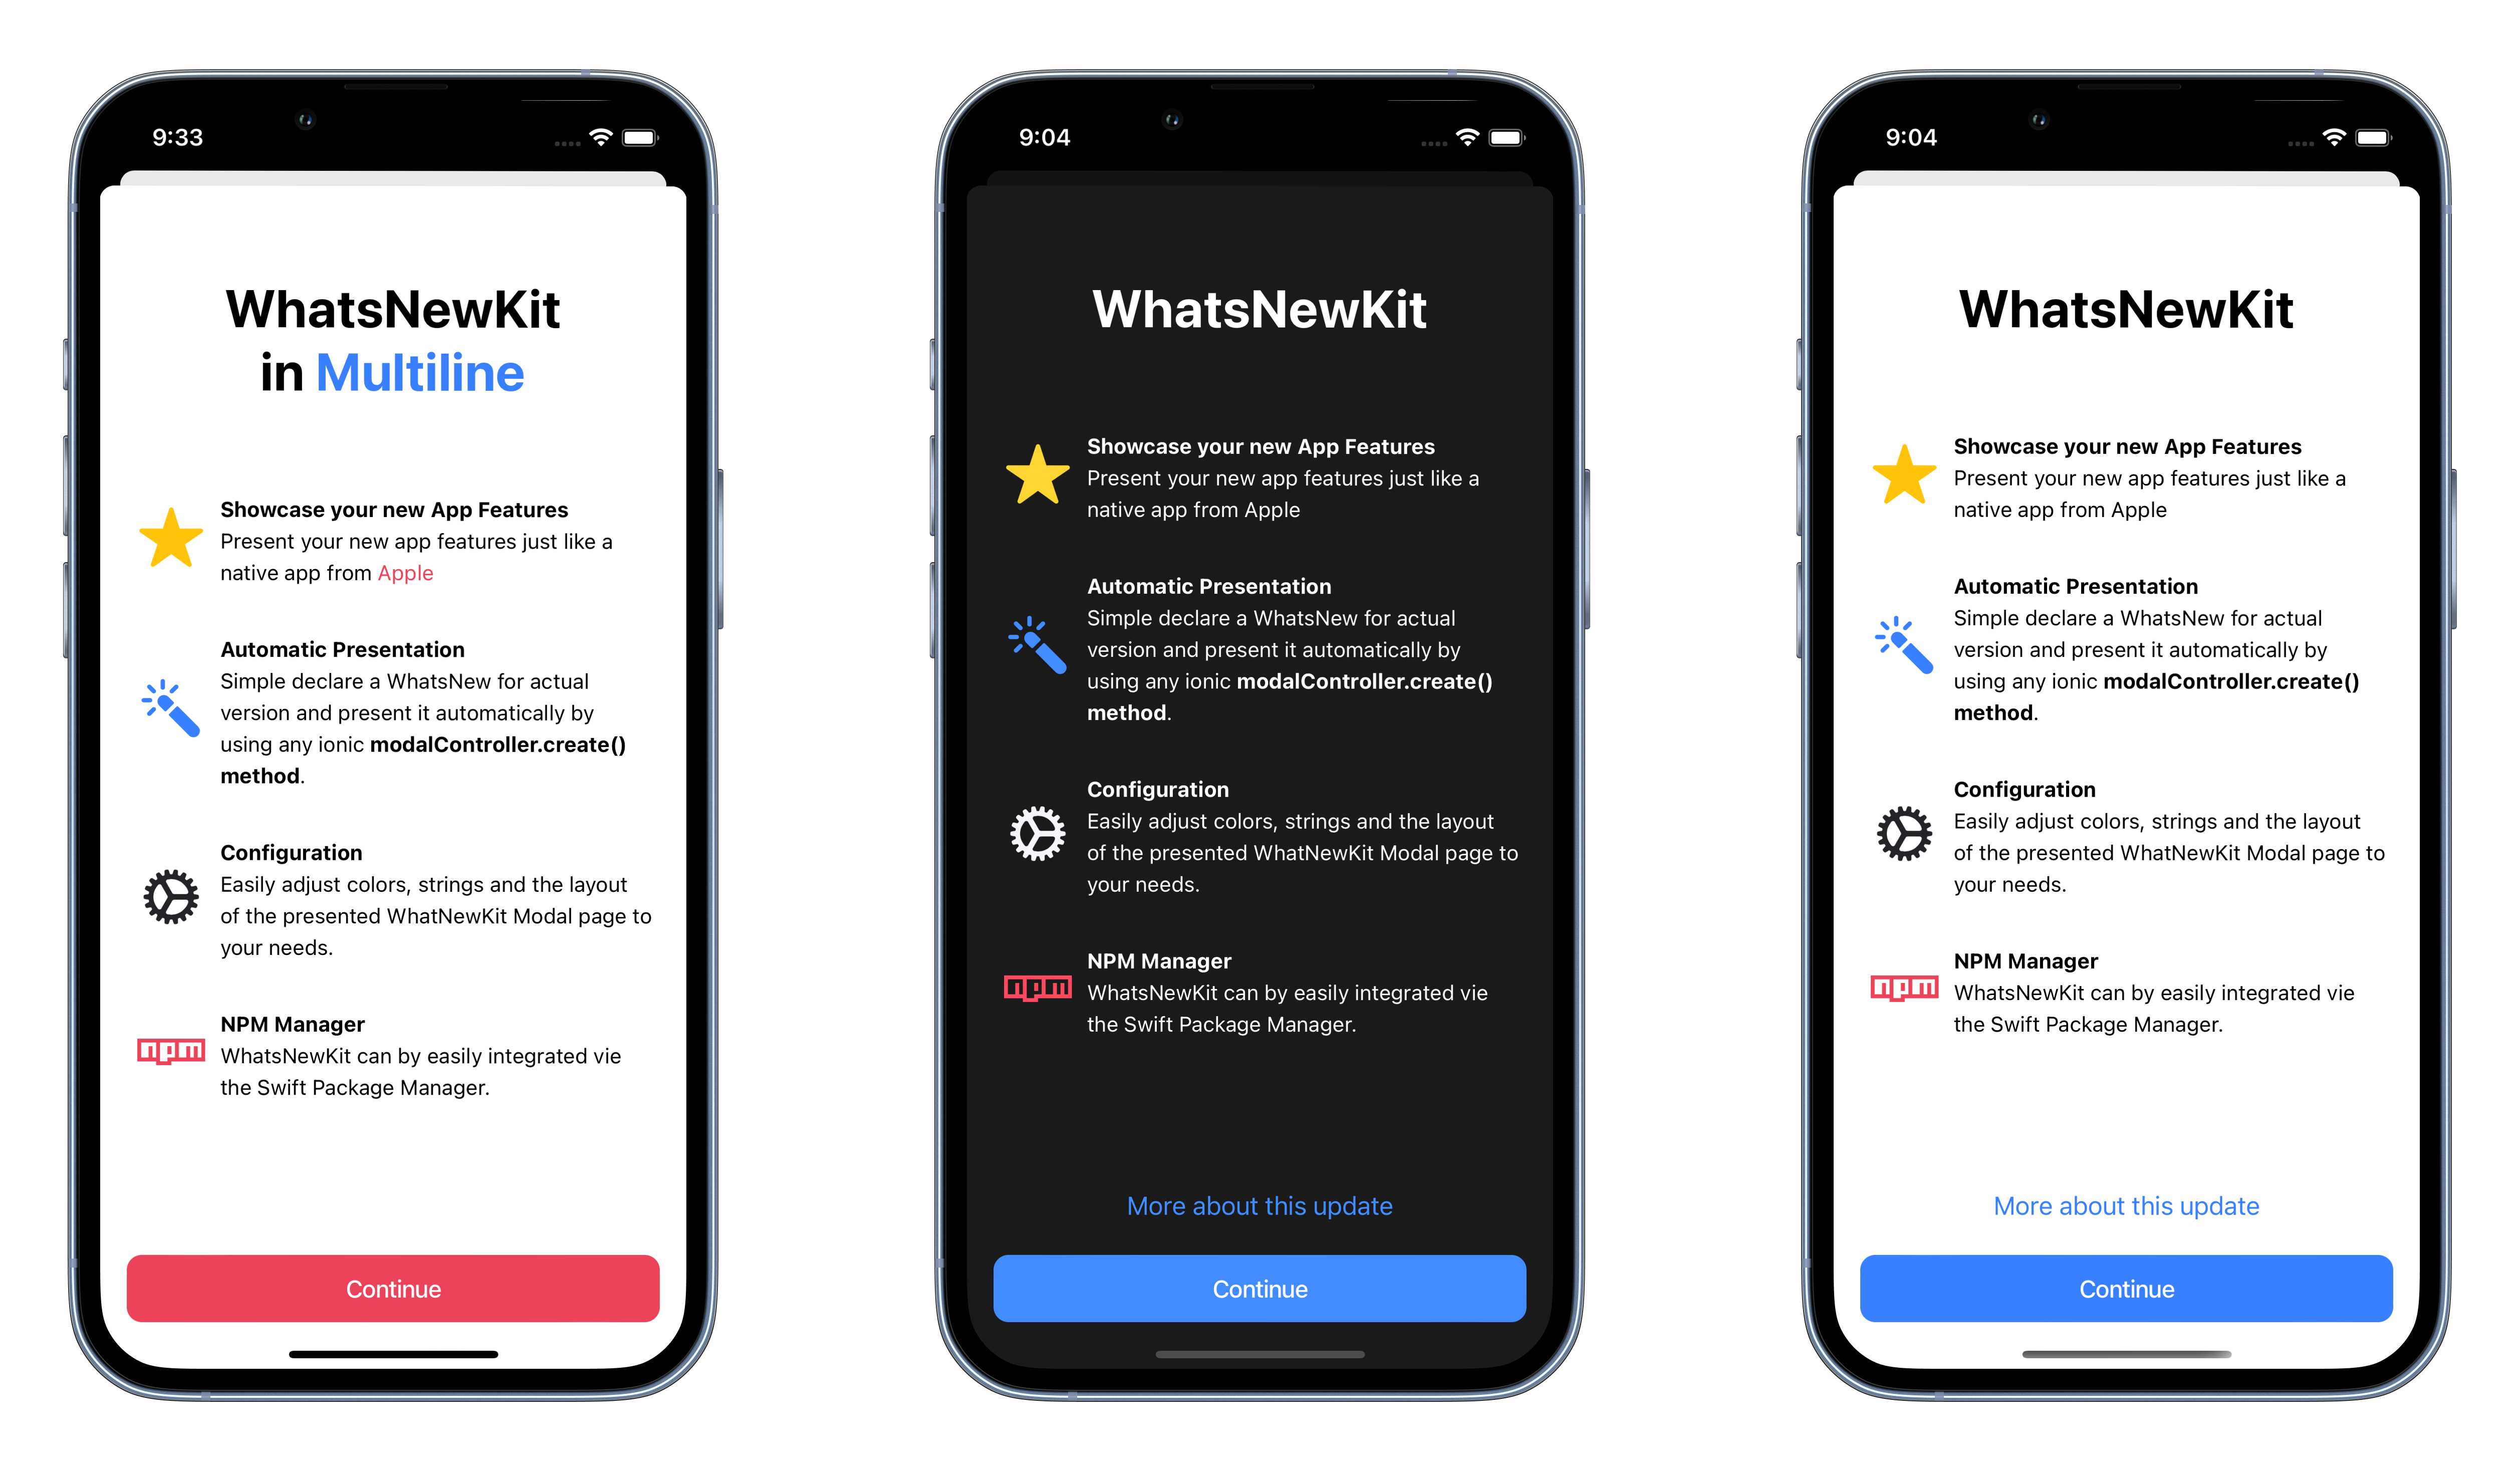 9:33
WhatsNewKit
in Multiline
Showcase your new App Features
Present your new app features just like a
native app from Apple
Automatic Presentation
Simple declare a WhatsNew for actual
version and present it automatically by
using any ionic modalController.create()
method.
Configuration
Easily adjust colors, strings and the layout
of the presented WhatNewKit Modal page to
your needs.
npm
NPM Manager
WhatsNewKit can by easily integrated vie
the Swift Package Manager.
Continue
9:04
WhatsNewKit
Showcase your new App Features
Present your new app features just like a
native app from Apple
Automatic Presentation
Simple declare a WhatsNew for actual
version and present it automatically by
using any ionic modalController.create()
method.
Configuration
Easily adjust colors, strings and the layout
of the presented WhatNewKit Modal page to
your needs.
npm
NPM Manager
WhatsNewKit can by easily integrated vie
the Swift Package Manager.
More about this update
Continue
9:04
WhatsNewKit
Showcase your new App Features
Present your new app features just like a
native app from Apple
Automatic Presentation
Simple declare a WhatsNew for actual
version and present it automatically by
using any ionic modalController.create()
method.
Configuration
Easily adjust colors, strings and the layout
of the presented WhatNewKit Modal page to
your needs.
npm
NPM Manager
WhatsNewKit can by easily integrated vie
the Swift Package Manager.
More about this update
Continue